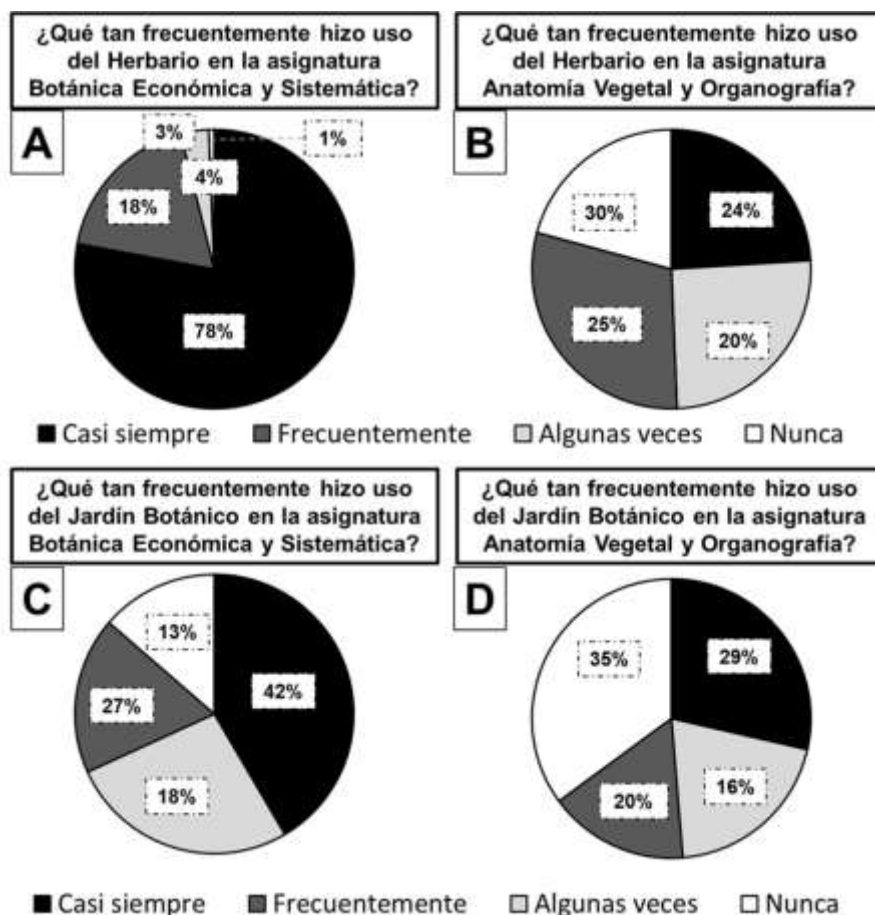 ¿Qué tan frecuentemente hizo uso
del Herbario en la asignatura
Botánica Económica y Sistemática?
¿Qué tan frecuentemente hizo uso
del Herbario en la asignatura
Anatomía Vegetal y Organografía?
A
3%
1%
4%
18%
78%
B
30%
24%
25%
20%
Casi siempre Frecuentemente Algunas veces Nunca
¿Qué tan frecuentemente hizo uso
del Jardín Botánico en la asignatura
Botánica Económica y Sistemática?
¿Qué tan frecuentemente hizo uso
del Jardín Botánico en la asignatura
Anatomía Vegetal y Organografía?
C
13%
42%
27%
18%
D
35%
29%
20%
16%
Casi siempre Frecuentemente Algunas veces Nunca